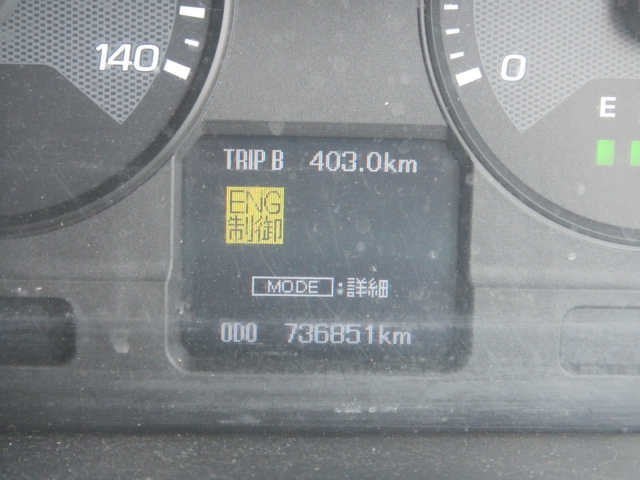 140
0
E
TRIP B 403.0km
ENG
制御
MODE :詳細
ODO 736851km